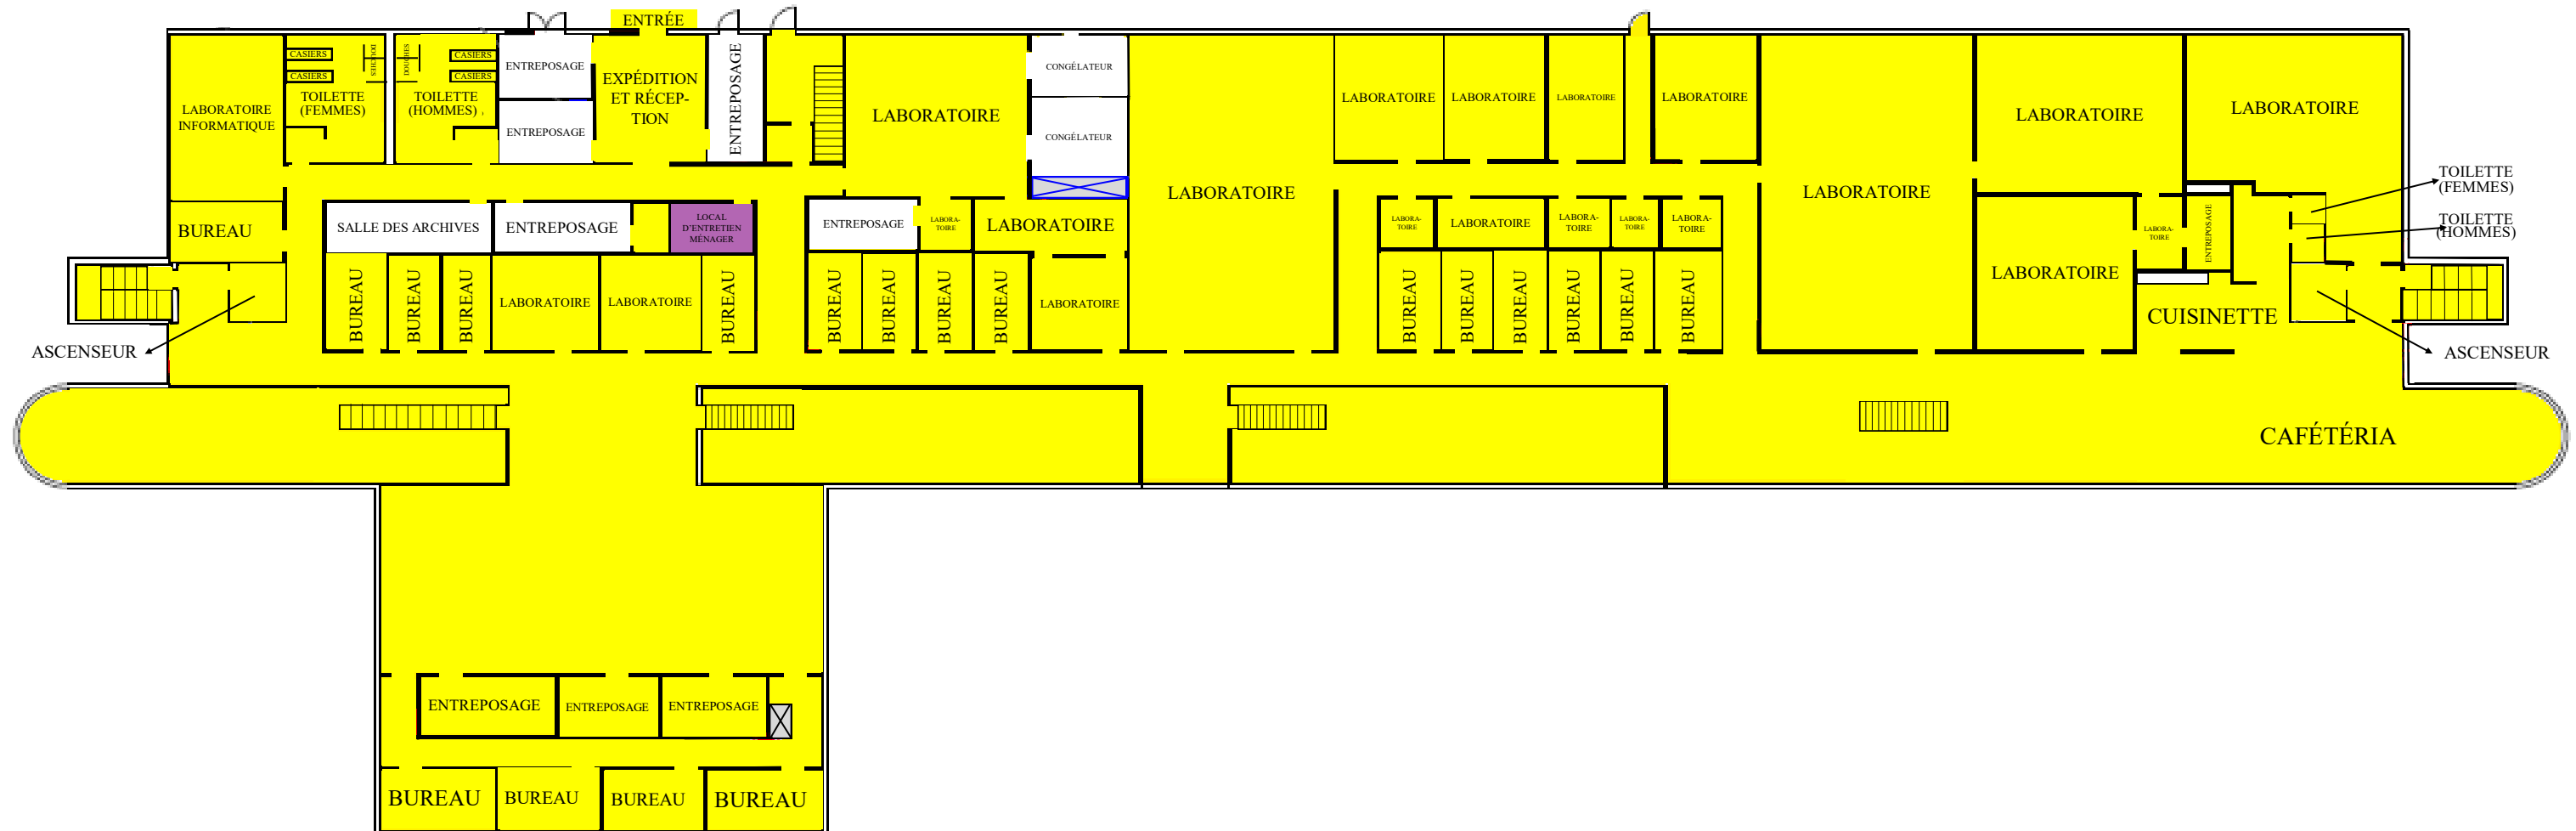 ENTRÉE
CASIERS
CASIERS
DOUCHES
DOUCHES
CASIERS
CASIERS
TOILETTE
(FEMMES)
TOILETTE
(HOMMES)
LABORATOIRE
INFORMATIQUE
ENTREPOSAGE
ENTREPOSAGE
EXPÉDITION
ET RÉCEP-
TION
ENTREPOSAGE
LABORATOIRE
CONGÉLATEUR
CONGÉLATEUR
LABORATOIRE
LABORATOIRE
LABORATOIRE
LABORATOIRE
LABORATOIRE
LABORATOIRE
LABORATOIRE
LABORATOIRE
TOILETTE
(FEMMES)
TOILETTE
(HOMMES)
LABORATOIRE
BUREAU
SALLE DES ARCHIVES
ENTREPOSAGE
LOCAL
D'ENTRETIEN
MÉNAGER
ENTREPOSAGE
LABORA-
TOIRE
LABORATOIRE
LABORA-
TOIRE
LABORATOIRE
LABORA-
TOIRE
LABORA-
TOIRE
LABORA-
TOIRE
LABORA-
TOIRE
ENTREPOSAGE
LABORATOIRE
BUREAU
BUREAU
BUREAU
LABORATOIRE
LABORATOIRE
BUREAU
BUREAU
BUREAU
BUREAU
BUREAU
LABORATOIRE
BUREAU
BUREAU
BUREAU
BUREAU
BUREAU
BUREAU
CUISINETTE
ASCENSEUR
ASCENSEUR
CAFÉTÉRIA
ENTREPOSAGE
ENTREPOSAGE
ENTREPOSAGE
BUREAU
BUREAU
BUREAU
BUREAU